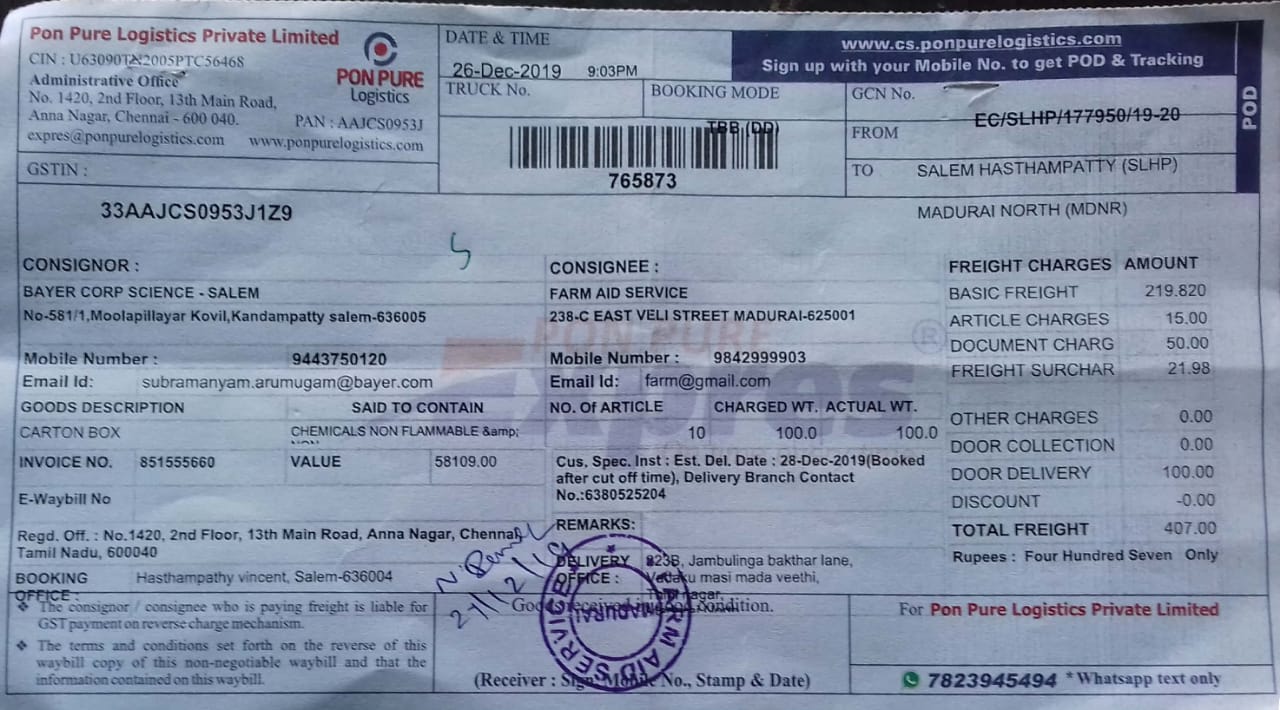 Pon Pure Logistics Private Limited
CIN : U63090TN2005PTC56468
Administrative Office
No. 1420, 2nd Floor, 13th Main Road,
Anna Nagar, Chennai - 600 040.
PAN : AAJCS0953J
expres@ponpurelogistics.com www.ponpurelogistics.com
PON PURE
Logistics
GSTIN :
33AAJCS0953J1Z9
DATE & TIME
26-Dec-2019 9:03PM
TRUCK No.
BOOKING MODE
TBB (DD)
765873
www.cs.ponpurelogistics.com
Sign up with your Mobile No. to get POD & Tracking
POD
GCN No.
EC/SLHP/177950/19-20
FROM
TO SALEM HASTHAMPATTY (SLHP)
MADURAI NORTH (MDNR)
CONSIGNOR :
BAYER CORP SCIENCE - SALEM
No-581/1,Moolapillayar Kovil,Kandampatty salem-636005
Mobile Number : 9443750120
Email Id: subramanyam.arumugam@bayer.com
CONSIGNEE :
FARM AID SERVICE
238-C EAST VELI STREET MADURAI-625001
Mobile Number : 9842999903
Email Id: farm@gmail.com
PON PURE
Expres
®
GOODS DESCRIPTION SAID TO CONTAIN NO. Of ARTICLE CHARGED WT. ACTUAL WT.
CARTON BOX CHEMICALS NON FLAMMABLE &amp; 10 100.0 100.0
INVOICE NO. 851555660 VALUE 58109.00
E-Waybill No
Cus. Spec. Inst : Est. Del. Date : 28-Dec-2019(Booked
after cut off time), Delivery Branch Contact
No.:6380525204
Regd. Off. : No.1420, 2nd Floor, 13th Main Road, Anna Nagar, Chennai,
Tamil Nadu, 600040
BOOKING OFFICE : Hasthampathy vincent, Salem-636004
REMARKS:
DELIVERY OFFICE : 823B, Jambulinga bakthar lane,
Vadaku masi mada veethi,
FREIGHT CHARGES AMOUNT
BASIC FREIGHT 219.820
ARTICLE CHARGES 15.00
DOCUMENT CHARG 50.00
FREIGHT SURCHAR 21.98
OTHER CHARGES 0.00
DOOR COLLECTION 0.00
DOOR DELIVERY 100.00
DISCOUNT -0.00
TOTAL FREIGHT 407.00
Rupees : Four Hundred Seven Only
❖ The consignor / consignee who is paying freight is liable for
GST payment on reverse charge mechanism.
❖ The terms and conditions set forth on the reverse of this
waybill copy of this non-negotiable waybill and that the
information contained on this waybill.
Goods received in good condition.
(Receiver : Sign, Mobile No., Stamp & Date)
FARM AID SERVICE
MADURAI
For Pon Pure Logistics Private Limited
7823945494 *Whatsapp text only